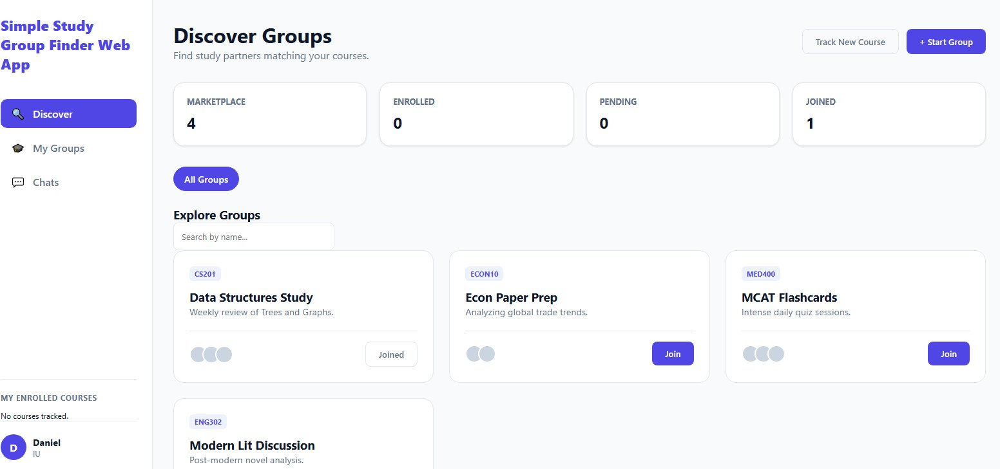 Simple Study
Group Finder Web
App
Discover
My Groups
Chats
MY ENROLLED COURSES
No courses tracked.
D
Daniel
IU
Discover Groups
Find study partners matching your courses.
Track New Course
+ Start Group
MARKETPLACE
4
ENROLLED
0
PENDING
0
JOINED
1
All Groups
Explore Groups
Search by name...
CS201
Data Structures Study
Weekly review of Trees and Graphs.
Joined
ECON10
Econ Paper Prep
Analyzing global trade trends.
Join
MED400
MCAT Flashcards
Intense daily quiz sessions.
Join
ENG302
Modern Lit Discussion
Post-modern novel analysis.